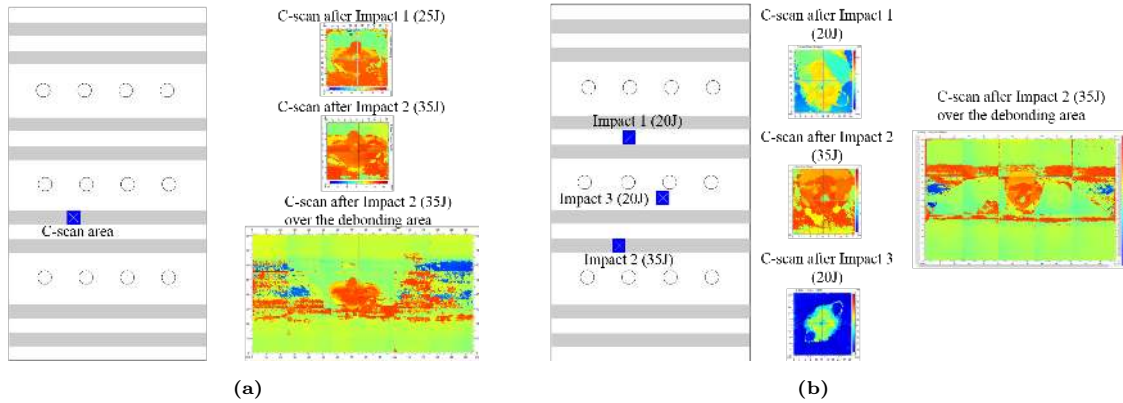 C-scan after Impact 1 (25J)
C-scan after Impact 2 (35J)
C-scan after Impact 2 (35J)
over the debonding area
C-scan area
(a)
Impact 1 (20J)
Impact 3 (20J)
Impact 2 (35J)
C-scan after Impact 1
(20J)
C-scan after Impact 2
(35J)
C-scan after Impact 3
(20J)
C-scan after Impact 2 (35J)
over the debonding area
(b)